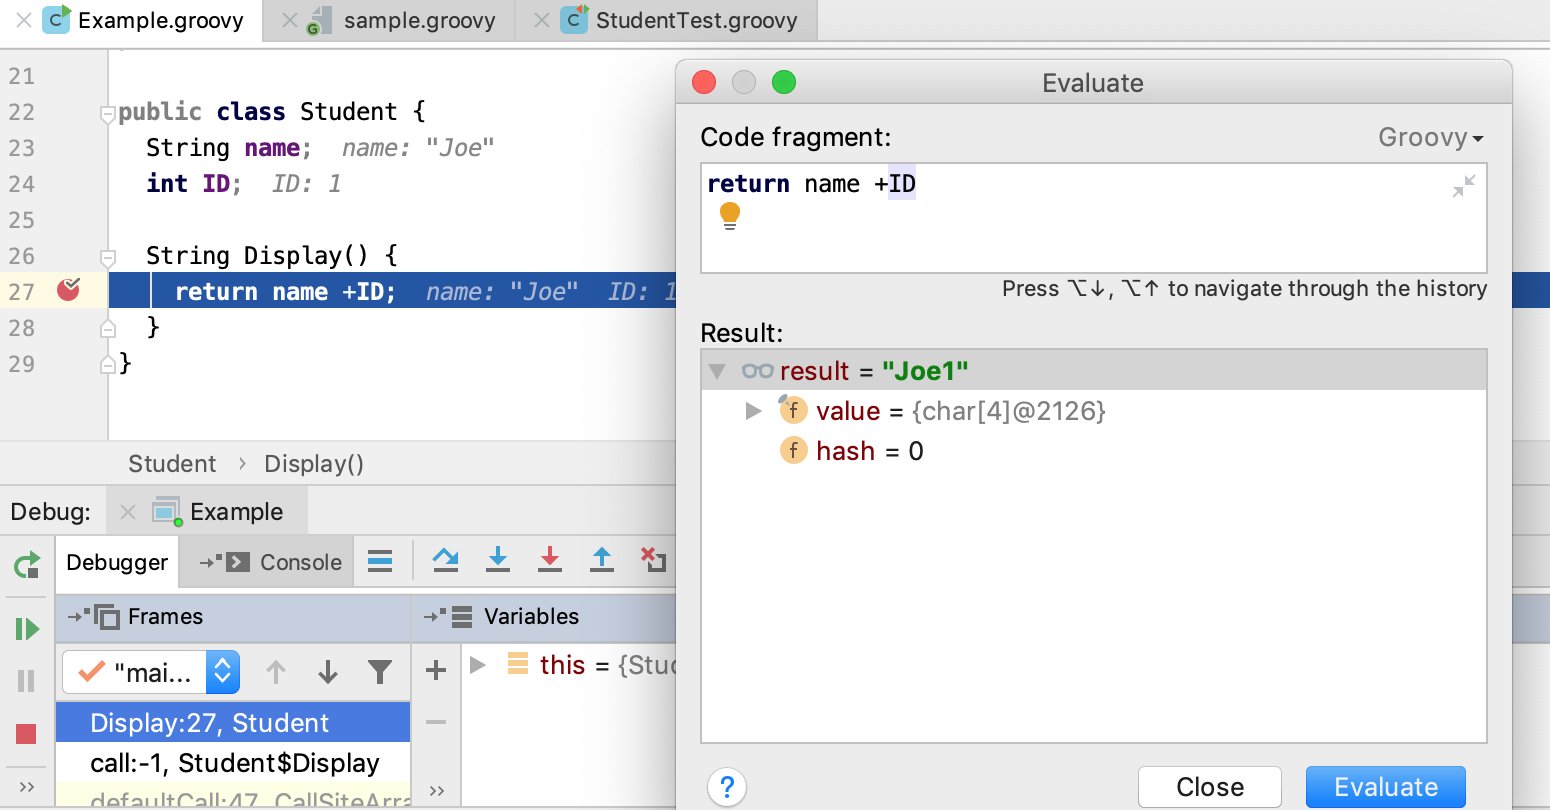 Example.groovy sample.groovy StudentTest.groovy
21
22 public class Student {
23 String name; name: "Joe"
24 int ID; ID: 1
25
26 String Display() {
27 return name +ID; name: "Joe" ID: 1
28 }
29 }
Student › Display()
Debug: Example
Debugger Console
Frames Variables
"mai...
this = {Stu
Display:27, Student
call:-1, Student$Display
defaultCall:47, CallSiteArra
Evaluate
Code fragment: Groovy
return name +ID
Press ⌥↓, ⌥↑ to navigate through the history
Result:
result = "Joe1"
value = {char[4]@2126}
hash = 0
? Close Evaluate